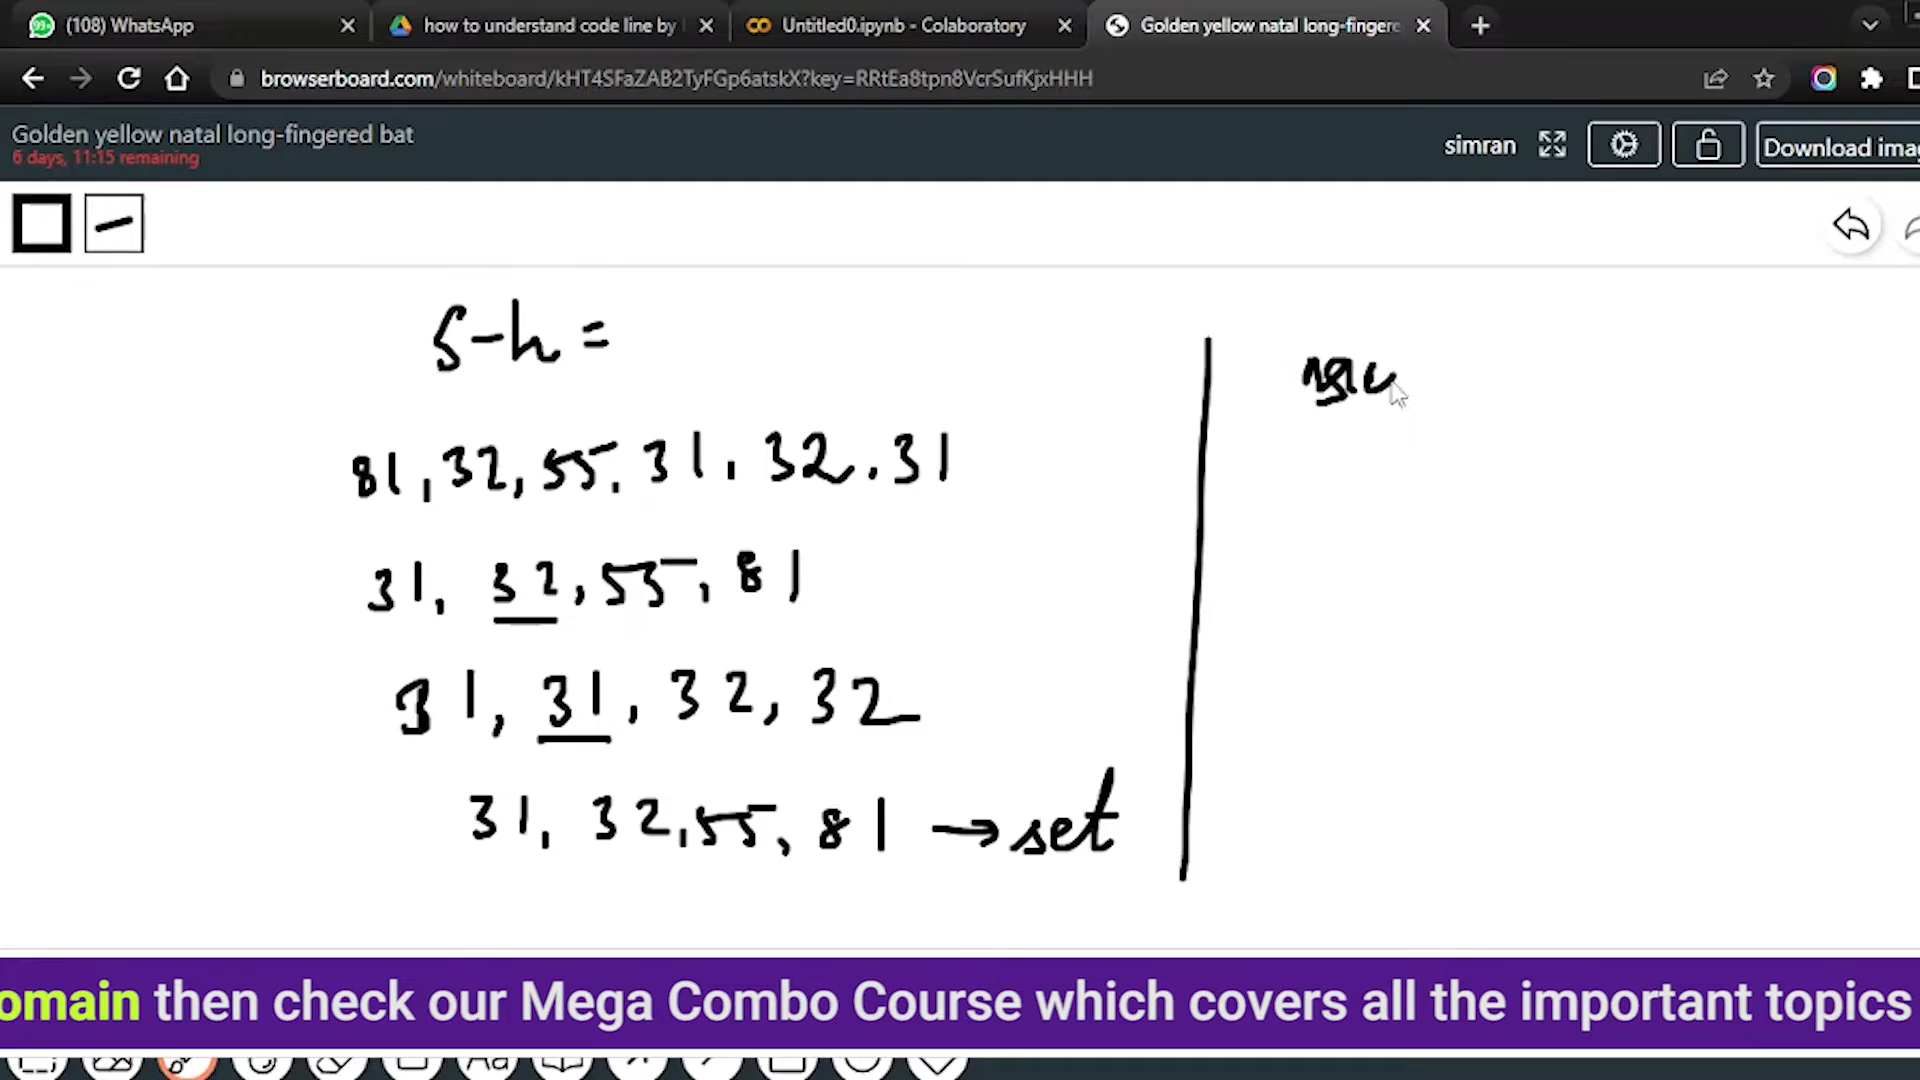 (108) WhatsApp
how to understand code line by
Untitled0.ipynb - Colaboratory
Golden yellow natal long-fingere
browserboard.com/whiteboard/kHT4SFaZAB2TyFGp6atskX?key=RRtEa8tpn8VcrSufKjxHHH
Golden yellow natal long-fingered bat
6 days, 11:15 remaining
simran
Download imag
S-h =
81, 32, 55, 31, 32, 31
31, 32, 55, 81
31, 31, 32, 32
31, 32, 55, 81 → set
omain then check our Mega Combo Course which covers all the important topics
Aa